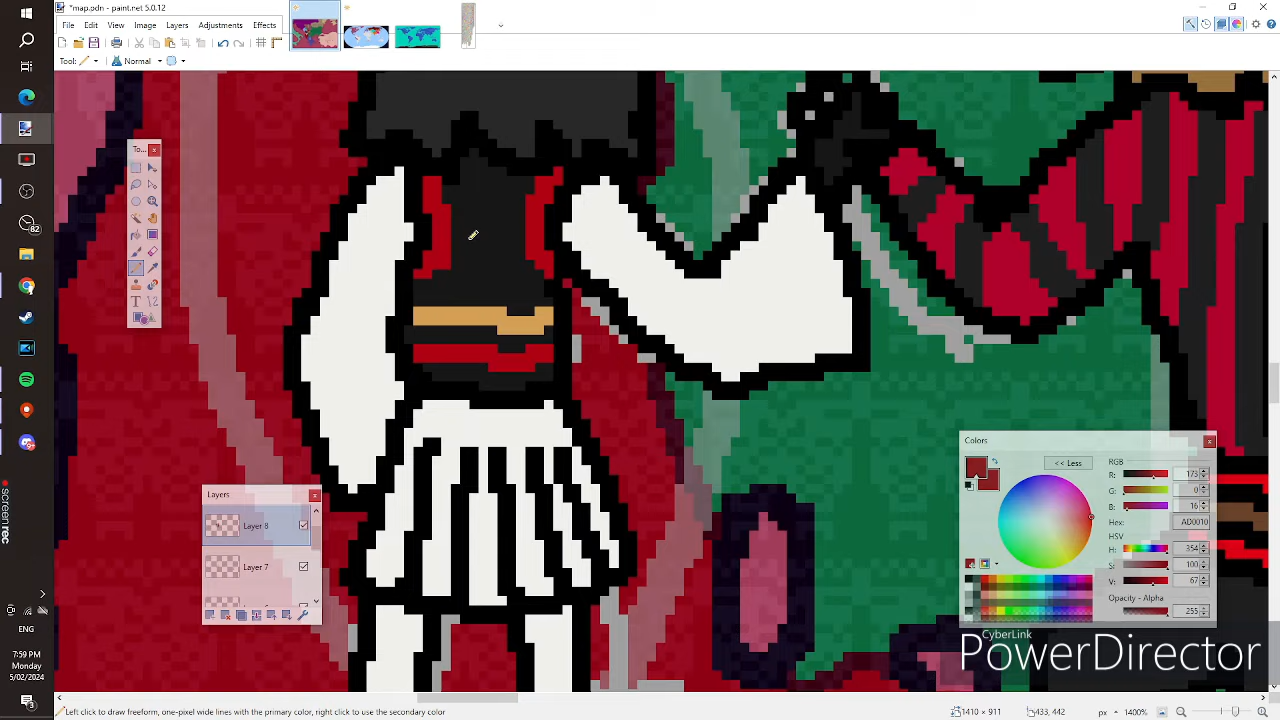 *map.pdn - paint.net 5.0.12
File Edit View Image Layers Adjustments Effects
Tool: Normal
To...
Layers
Layer 8
Layer 7
Colors
<< Less
RGB
R: 175
G: 0
B: 16
Hex: AD0010
HSV
H: 354
S: 100
V: 67
Opacity - Alpha
255
screenrec
ENG
7:59 PM
Monday
CyberLink
PowerDirector
Left click to draw freeform, one-pixel wide lines with the primary color, right click to use the secondary color
1410 × 911
433, 442
px
1400%